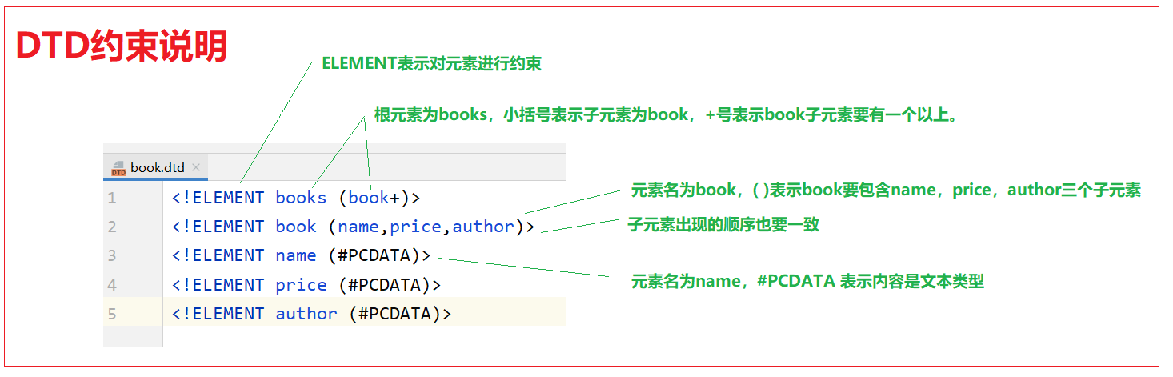 DTD约束说明
ELEMENT表示对元素进行约束
根元素为books，小括号表示子元素为book，+号表示book子元素要有一个以上。
book.dtd
1 <!ELEMENT books (book+)>
元素名为book，( )表示book要包含name，price，author三个子元素
2 <!ELEMENT book (name,price,author)>
子元素出现的顺序也要一致
3 <!ELEMENT name (#PCDATA)>
元素名为name，#PCDATA 表示内容是文本类型
4 <!ELEMENT price (#PCDATA)>
5 <!ELEMENT author (#PCDATA)>